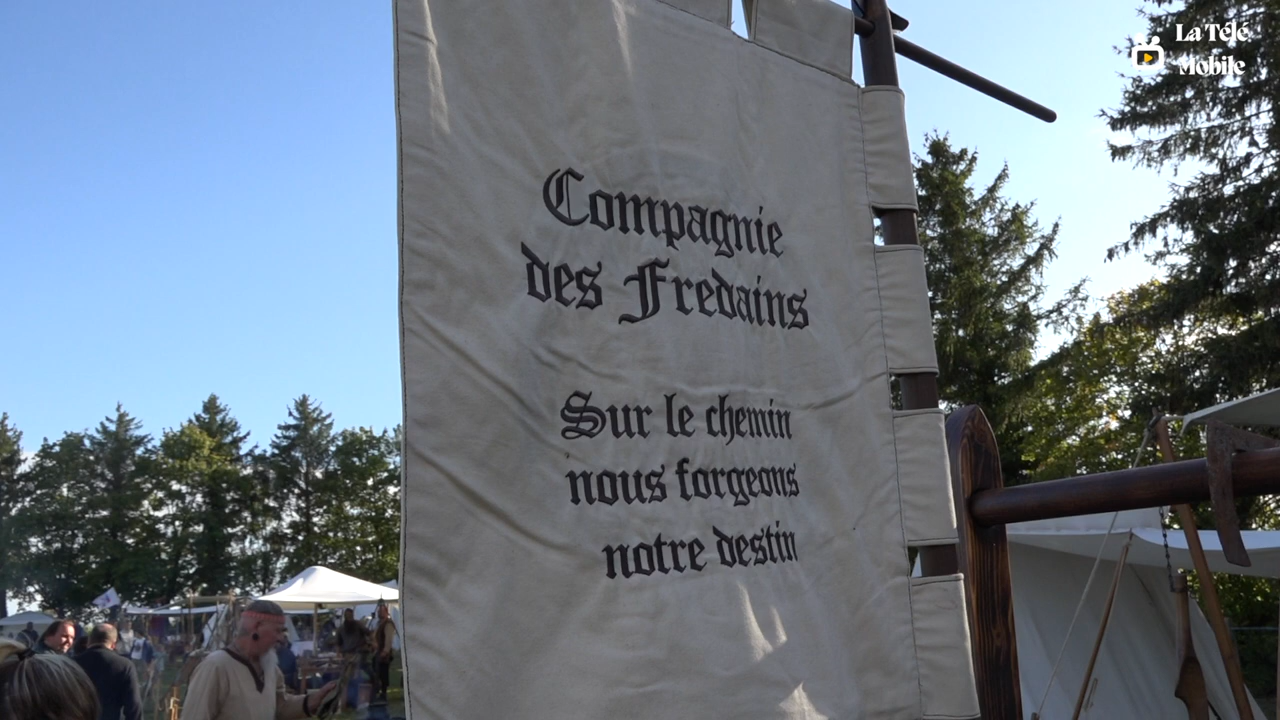 La Télé
Mobile
Compagnie
des Fredains
Sur le chemin
nous forgeons
notre destin